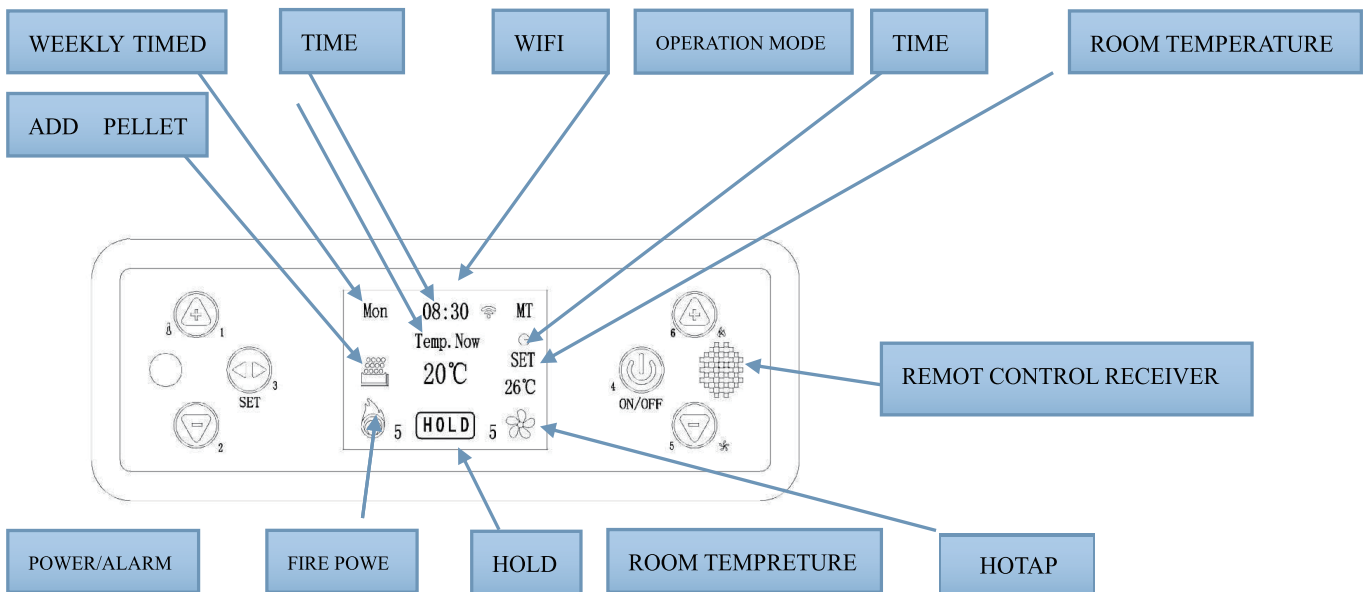 WEEKLY TIMED
TIME
WIFI
OPERATION MODE
TIME
ROOM TEMPERATURE
ADD PELLET
Mon
08:30
MT
Temp. Now
SET
20℃
26℃
5
HOLD
5
1
3
SET
2
6
4
ON/OFF
5
REMOT CONTROL RECEIVER
POWER/ALARM
FIRE POWE
HOLD
ROOM TEMPRETURE
HOTAP